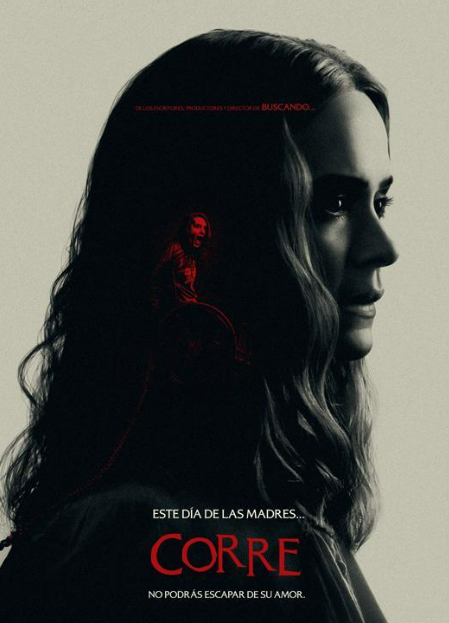 DE LOS ESCRITORES, PRODUCTORES Y DIRECTOR DE BUSCANDO...
ESTE DÍA DE LAS MADRES...
CORRE
NO PODRÁS ESCAPAR DE SU AMOR.